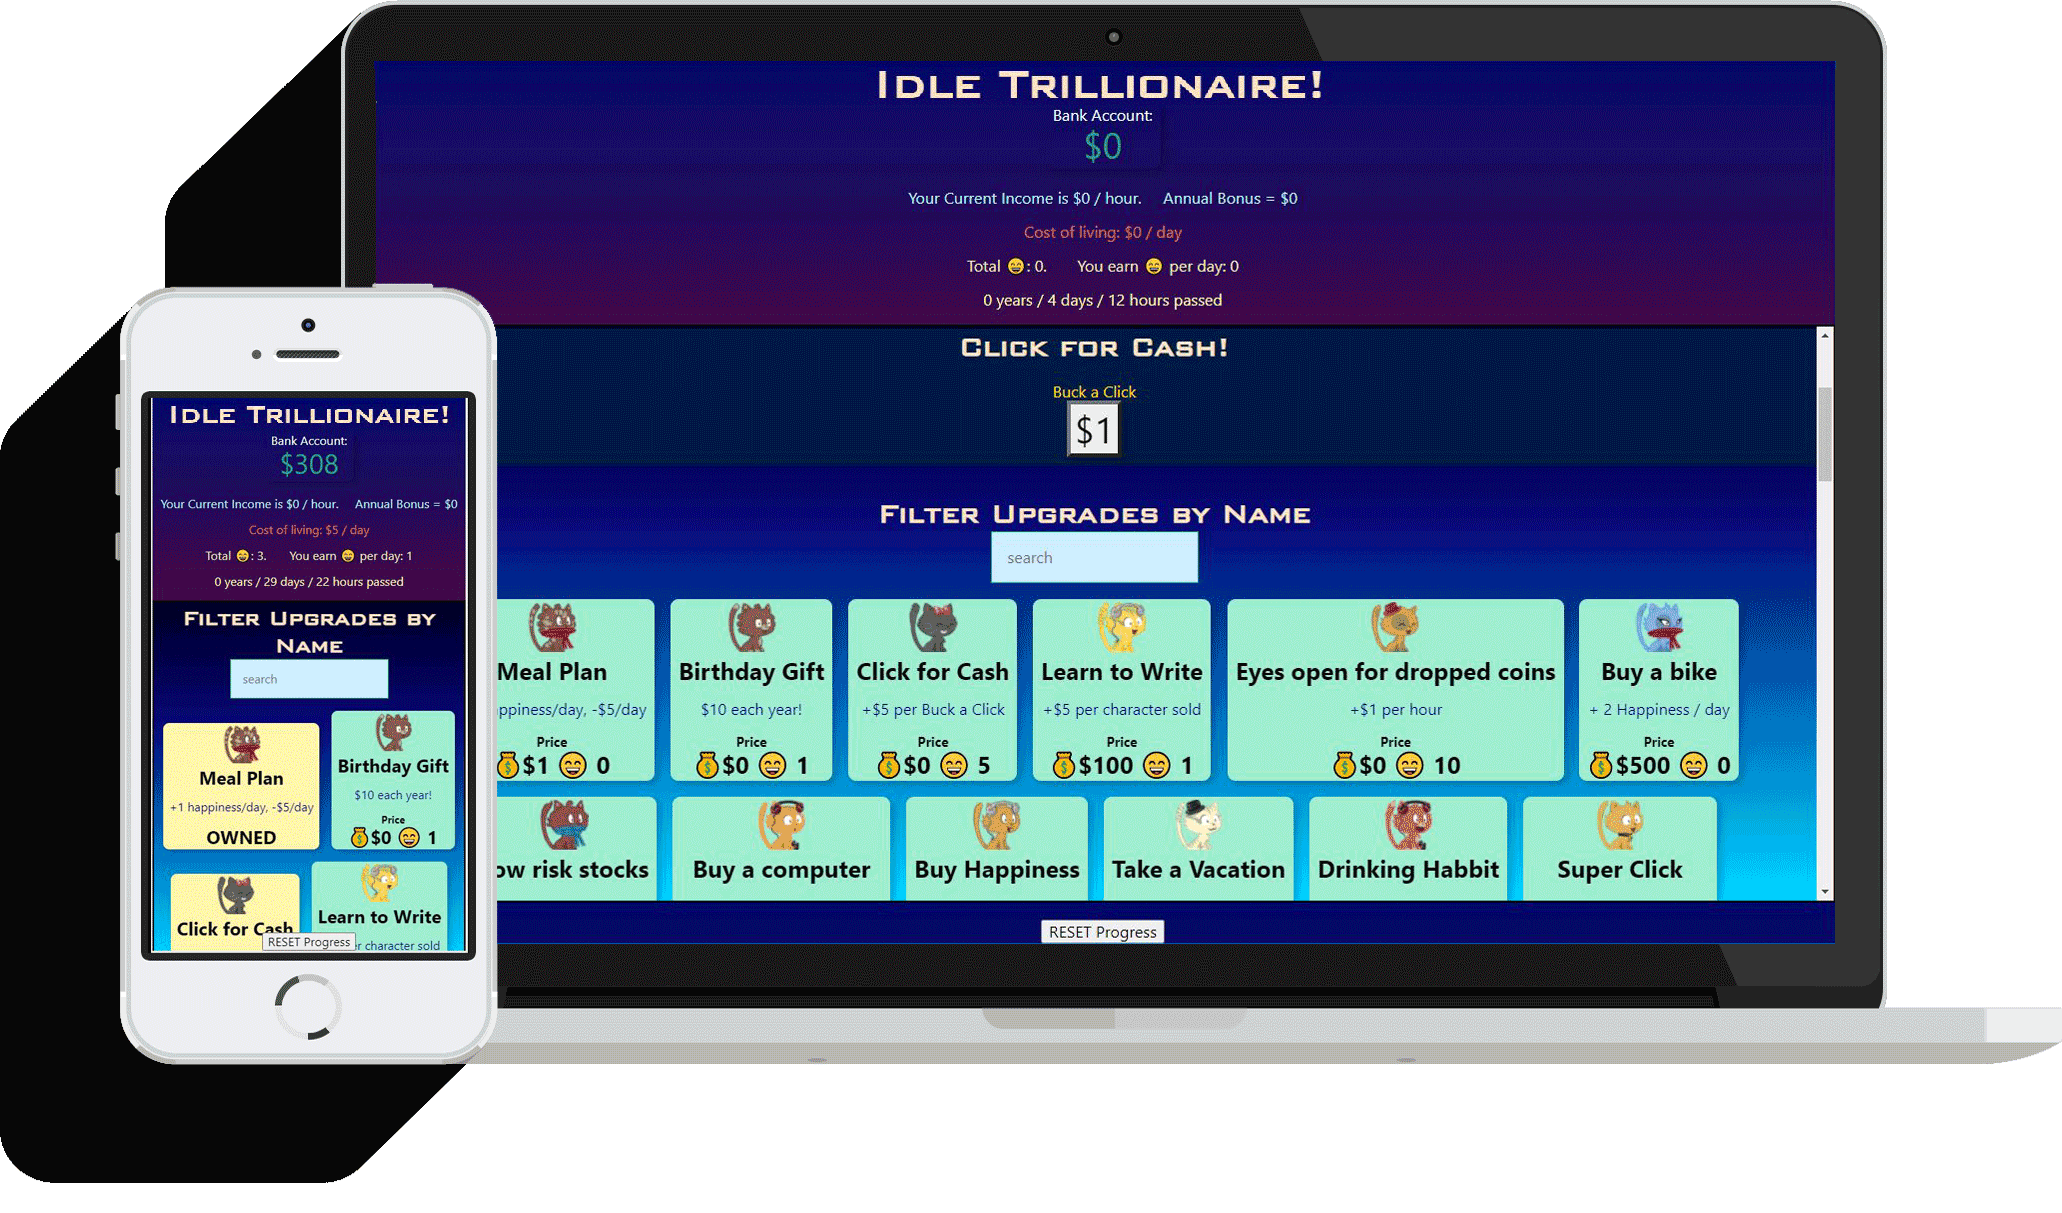 Idle Trillionaire!
Bank Account:
$0
Your Current Income is $0 / hour. Annual Bonus = $0
Cost of living: $0 / day
Total 😁: 0. You earn 😁 per day: 0
0 years / 4 days / 12 hours passed
Click for Cash!
Buck a Click
$1
Filter Upgrades by Name
search
Meal Plan
ppiness/day, -$5/day
Price
$1 😁 0
Birthday Gift
$10 each year!
Price
💰$0 😁 1
Click for Cash
+$5 per Buck a Click
Price
💰$0 😁 5
Learn to Write
+$5 per character sold
Price
💰$100 😁 1
Eyes open for dropped coins
+$1 per hour
Price
💰$0 😁 10
Buy a bike
+ 2 Happiness / day
Price
💰$500 😁 0
ow risk stocks
Buy a computer
Buy Happiness
Take a Vacation
Drinking Habbit
Super Click
RESET Progress
Idle Trillionaire!
Bank Account:
$308
Your Current Income is $0 / hour. Annual Bonus = $0
Cost of living: $5 / day
Total 😁: 3. You earn 😁 per day: 1
0 years / 29 days / 22 hours passed
Filter Upgrades by
Name
search
Meal Plan
+1 happiness/day, -$5/day
OWNED
Birthday Gift
$10 each year!
Price
💰$0 😁 1
Click for Cash
Learn to Write
r character sold
RESET Progress